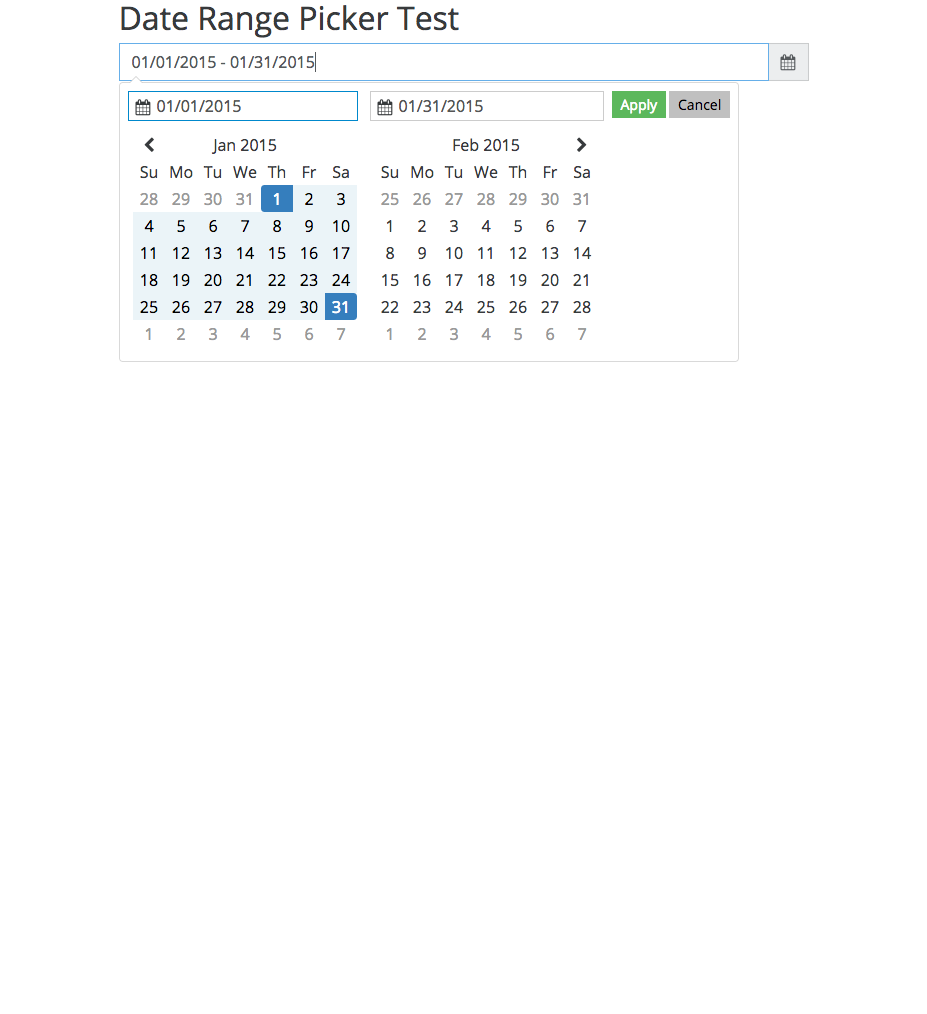 Date Range Picker Test
01/01/2015 - 01/31/2015
01/01/2015 01/31/2015 Apply Cancel
Jan 2015 Feb 2015
Su Mo Tu We Th Fr Sa Su Mo Tu We Th Fr Sa
28 29 30 31 1 2 3 25 26 27 28 29 30 31
4 5 6 7 8 9 10 1 2 3 4 5 6 7
11 12 13 14 15 16 17 8 9 10 11 12 13 14
18 19 20 21 22 23 24 15 16 17 18 19 20 21
25 26 27 28 29 30 31 22 23 24 25 26 27 28
1 2 3 4 5 6 7 1 2 3 4 5 6 7